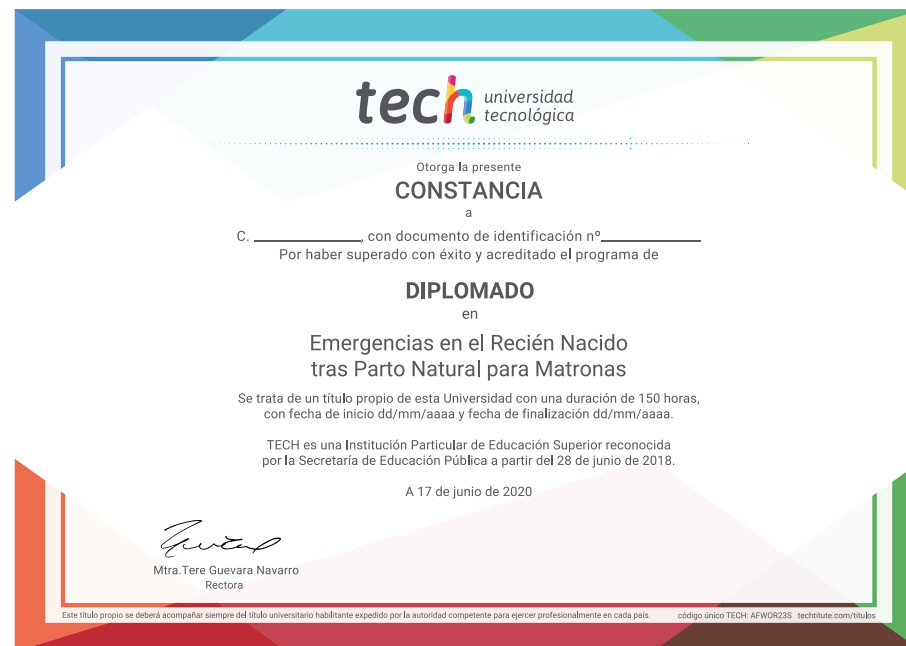 tech universidad
tecnológica
Otorga la presente
CONSTANCIA
a
C. ____________, con documento de identificación nº____________
Por haber superado con éxito y acreditado el programa de
DIPLOMADO
en
Emergencias en el Recién Nacido
tras Parto Natural para Matronas
Se trata de un título propio de esta Universidad con una duración de 150 horas,
con fecha de inicio dd/mm/aaaa y fecha de finalización dd/mm/aaaa.
TECH es una Institución Particular de Educación Superior reconocida
por la Secretaría de Educación Pública a partir del 28 de junio de 2018.
A 17 de junio de 2020
Mtra.Tere Guevara Navarro
Rectora
Este título propio se deberá acompañar siempre del título universitario habilitante expedido por la autoridad competente para ejercer profesionalmente en cada país. código único TECH: AFWOR23S techtitute.com/titulos